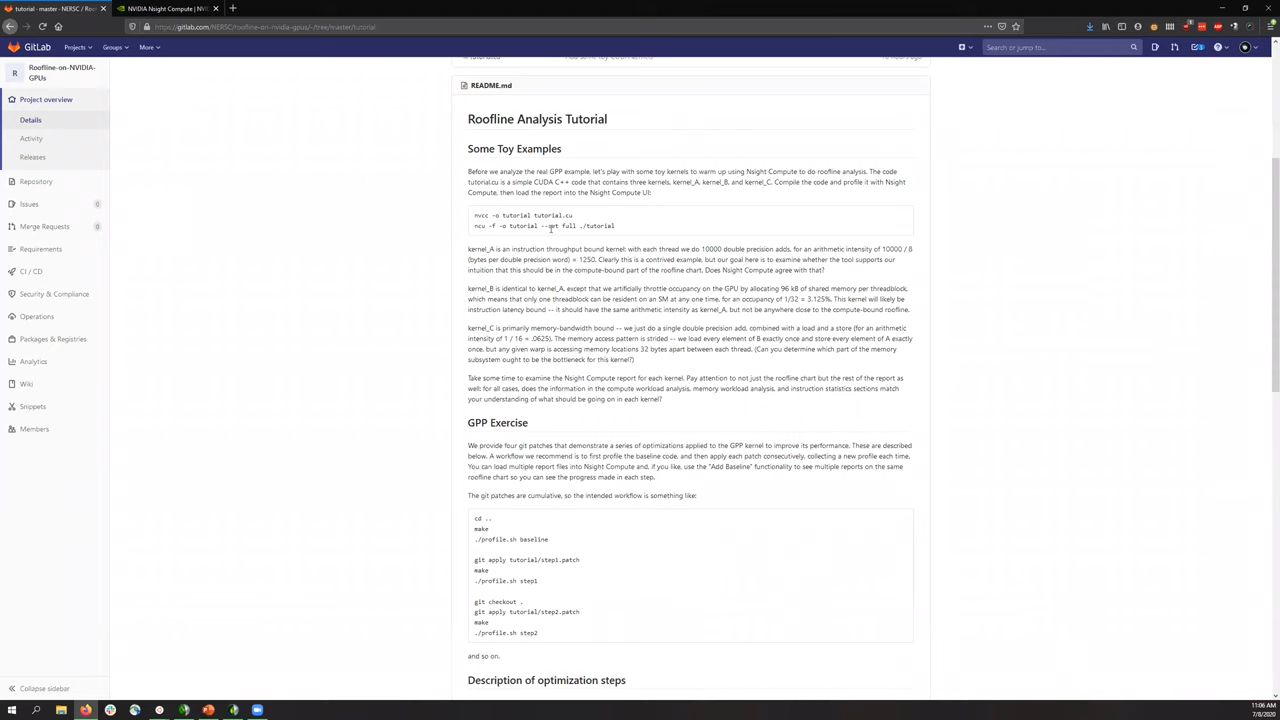 tutorial · master · NERSC / Roo
NVIDIA Nsight Compute | NVI
https://gitlab.com/NERSC/roofline-on-nvidia-gpus/-/tree/master/tutorial
GitLab
Projects
Groups
More
Search or jump to...
R
Roofline-on-NVIDIA-
GPUs
Project overview
Details
Activity
Releases
Repository
Issues
0
Merge Requests
0
Requirements
CI / CD
Security & Compliance
Operations
Packages & Registries
Analytics
Wiki
Snippets
Members
Collapse sidebar
README.md
Roofline Analysis Tutorial
Some Toy Examples
Before we analyze the real GPP example, let's play with some toy kernels to warm up using Nsight Compute to do roofline analysis. The code
tutorial.cu is a simple CUDA C++ code that contains three kernels, kernel_A, kernel_B, and kernel_C. Compile the code and profile it with Nsight
Compute, then load the report into the Nsight Compute UI:
nvcc -o tutorial tutorial.cu
ncu -f -o tutorial --set full ./tutorial
kernel_A is an instruction throughput bound kernel: with each thread we do 10000 double precision adds, for an arithmetic intensity of 10000 / 8
(bytes per double precision word) = 1250. Clearly this is a contrived example, but our goal here is to examine whether the tool supports our
intuition that this should be in the compute-bound part of the roofline chart. Does Nsight Compute agree with that?
kernel_B is identical to kernel_A, except that we artificially throttle occupancy on the GPU by allocating 96 kB of shared memory per threadblock,
which means that only one threadblock can be resident on an SM at any one time, for an occupancy of 1/32 = 3.125%. This kernel will likely be
instruction latency bound -- it should have the same arithmetic intensity as kernel_A, but not be anywhere close to the compute-bound roofline.
kernel_C is primarily memory-bandwidth bound -- we just do a single double precision add, combined with a load and a store (for an arithmetic
intensity of 1 / 16 = .0625). The memory access pattern is strided -- we load every element of B exactly once and store every element of A exactly
once, but any given warp is accessing memory locations 32 bytes apart between each thread. (Can you determine which part of the memory
subsystem ought to be the bottleneck for this kernel?)
Take some time to examine the Nsight Compute report for each kernel. Pay attention to not just the roofline chart but the rest of the report as
well: for all cases, does the information in the compute workload analysis, memory workload analysis, and instruction statistics sections match
your understanding of what should be going on in each kernel?
GPP Exercise
We provide four git patches that demonstrate a series of optimizations applied to the GPP kernel to improve its performance. These are described
below. A workflow we recommend is to first profile the baseline code, and then apply each patch consecutively, collecting a new profile each time.
You can load multiple report files into Nsight Compute and, if you like, use the "Add Baseline" functionality to see multiple reports on the same
roofline chart so you can see the progress made in each step.
The git patches are cumulative, so the intended workflow is something like:
cd ..
make
./profile.sh baseline
git apply tutorial/step1.patch
make
./profile.sh step1
git checkout .
git apply tutorial/step2.patch
make
./profile.sh step2
and so on.
Description of optimization steps
11:06 AM
7/8/2020